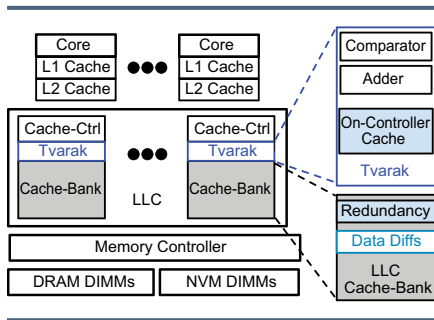 Core
Core
L1 Cache
L1 Cache
L2 Cache
L2 Cache
Cache-Ctrl
Cache-Ctrl
Tvarak
Tvarak
Cache-Bank
Cache-Bank
LLC
Memory Controller
DRAM DIMMs
NVM DIMMs
Comparator
Adder
On-Controller
Cache
Tvarak
Redundancy
Data Diffs
LLC
Cache-Bank